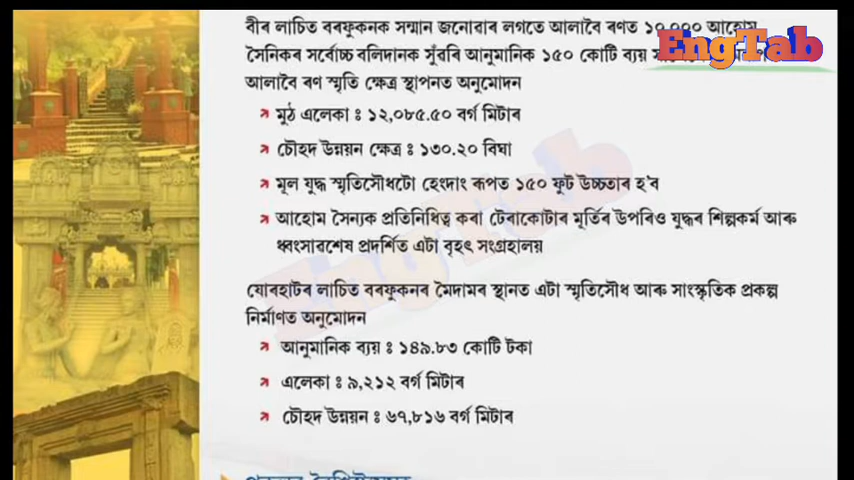 বীৰ লাচিত বৰফুকনক সন্মান জনোৱাৰ লগতে আলাবৈ ৰণত ১০,০০০ আহোম
EngTab
সৈনিকৰ সৰ্বোচ্চ বলিদানক সুঁৱৰি আনুমানিক ১৫০ কোটি ব্যয়
আলাবৈ ৰণ স্মৃতি ক্ষেত্ৰ স্থাপনত অনুমোদন
মুঠ এলেকা : ১২,০৮৫.৫০ বৰ্গ মিটাৰ
চৌহদ উন্নয়ন ক্ষেত্ৰ : ১৩০.২০ বিঘা
মূল যুদ্ধ স্মৃতিসৌধটো হেংদাং ৰূপত ১৫০ ফুট উচ্চতাৰ হ'ব
আহোম সৈন্যক প্ৰতিনিধিত্ব কৰা টেৰাকোটাৰ মূৰ্তিৰ উপৰিও যুদ্ধৰ শিল্পকৰ্ম আৰু
ধ্বংসাৱশেষ প্ৰদৰ্শিত এটা বৃহৎ সংগ্ৰহালয়
EngTab
যোৰহাটৰ লাচিত বৰফুকনৰ মৈদামৰ স্থানত এটা স্মৃতিসৌধ আৰু সাংস্কৃতিক প্ৰকল্প
নিৰ্মাণত অনুমোদন
আনুমানিক ব্যয় : ১৪৯.৮৩ কোটি টকা
এলেকা : ৯,২১২ বৰ্গ মিটাৰ
চৌহদ উন্নয়ন : ৬৭,৮১৬ বৰ্গ মিটাৰ